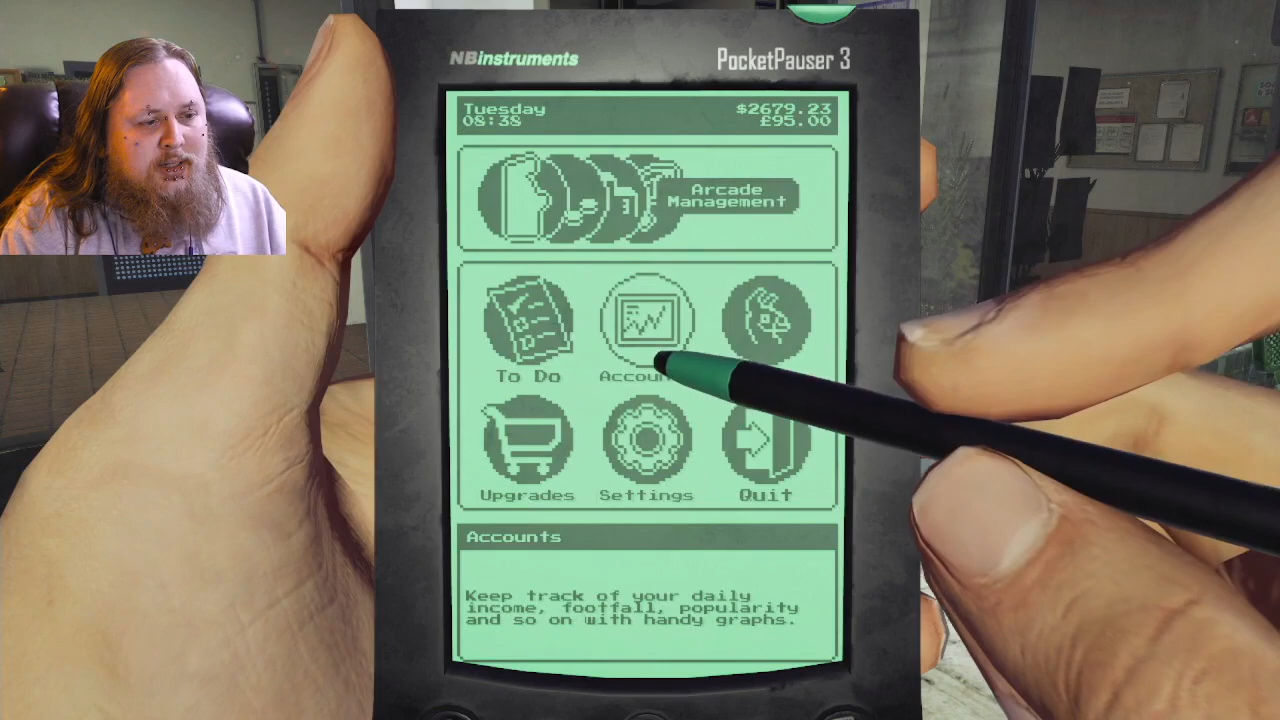 NBinstruments
PocketPauser 3
Tuesday
08:38
$2679.23
£95.00
Arcade
Management
To Do
Accoun
Upgrades
Settings
Quit
Accounts
Keep track of your daily
income, footfall, popularity
and so on with handy graphs.